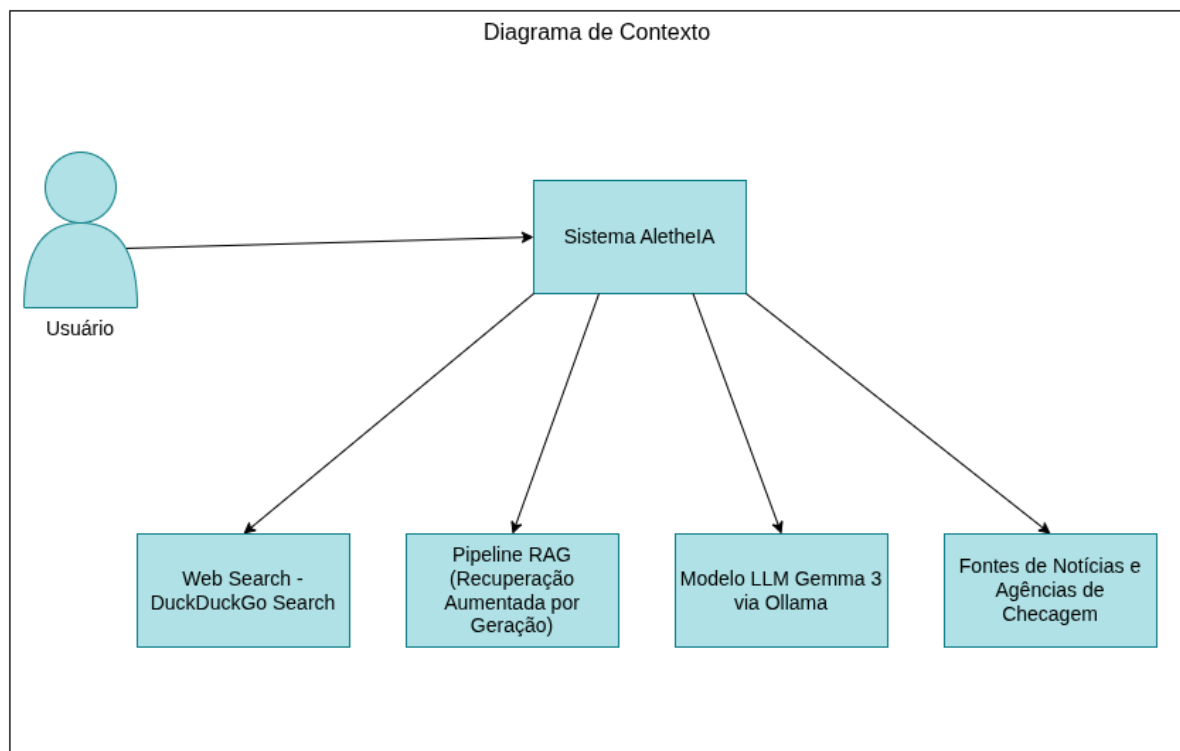 Diagrama de Contexto
Sistema AletheIA
Usuário
Web Search -
DuckDuckGo Search
Pipeline RAG
(Recuperação
Aumentada por
Geração)
Modelo LLM Gemma 3
via Ollama
Fontes de Notícias e
Agências de
Checagem